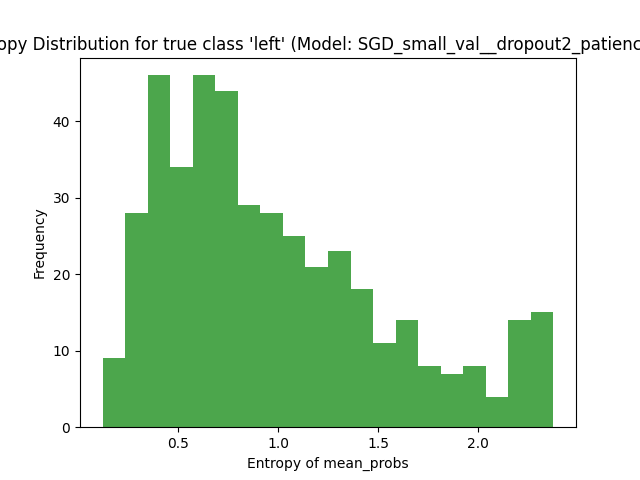 opy Distribution for true class 'left' (Model: SGD_small_val__dropout2_patienc
40
30
20
10
0
Frequency
0.5 1.0 1.5 2.0
Entropy of mean_probs